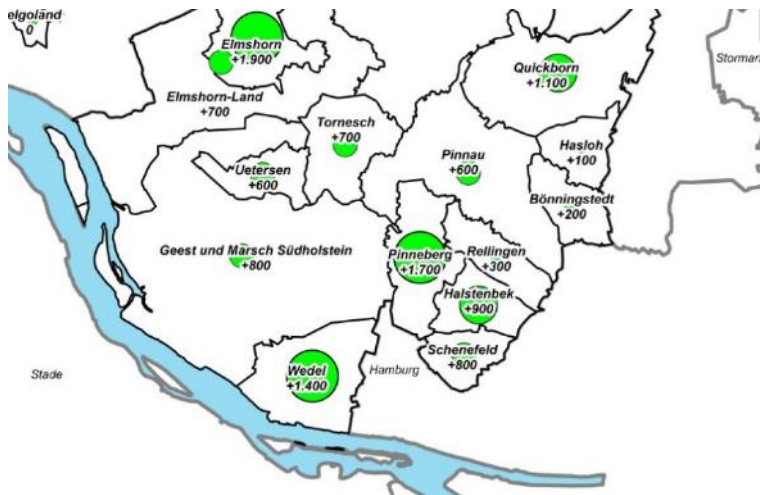 elgoland
0
Elmshorn
+1.900
Quickborn
+1.100
Stormar
Elmshorn-Land
+700
Tornesch
+700
Hasloh
+100
Pinnau
+600
Uetersen
+600
Bönningstedt
+200
Geest und Marsch Südholstein
+800
Pinneberg
+1.700
Rellingen
+300
Halstenbek
+900
Schenefeld
+800
Wedel
+1.400
Hamburg
Stade